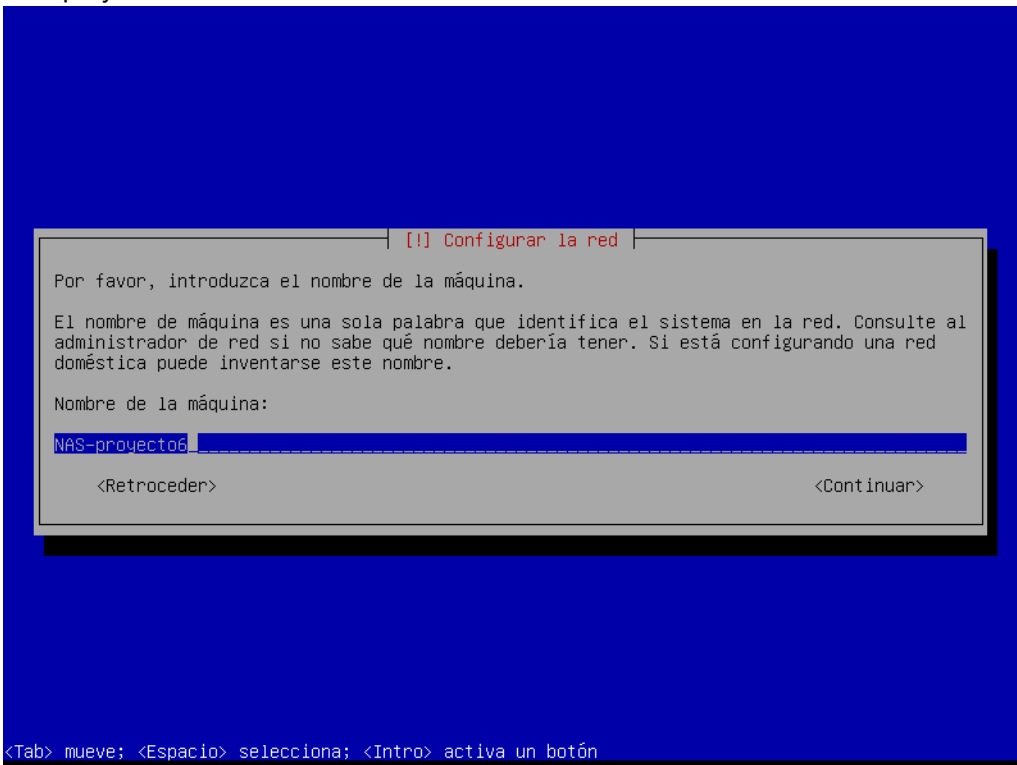 [!] Configurar la red
Por favor, introduzca el nombre de la máquina.
El nombre de máquina es una sola palabra que identifica el sistema en la red. Consulte al
administrador de red si no sabe qué nombre debería tener. Si está configurando una red
doméstica puede inventarse este nombre.
Nombre de la máquina:
NAS-proyecto6
<Retroceder> <Continuar>
<Tab> mueve; <Espacio> selecciona; <Intro> activa un botón